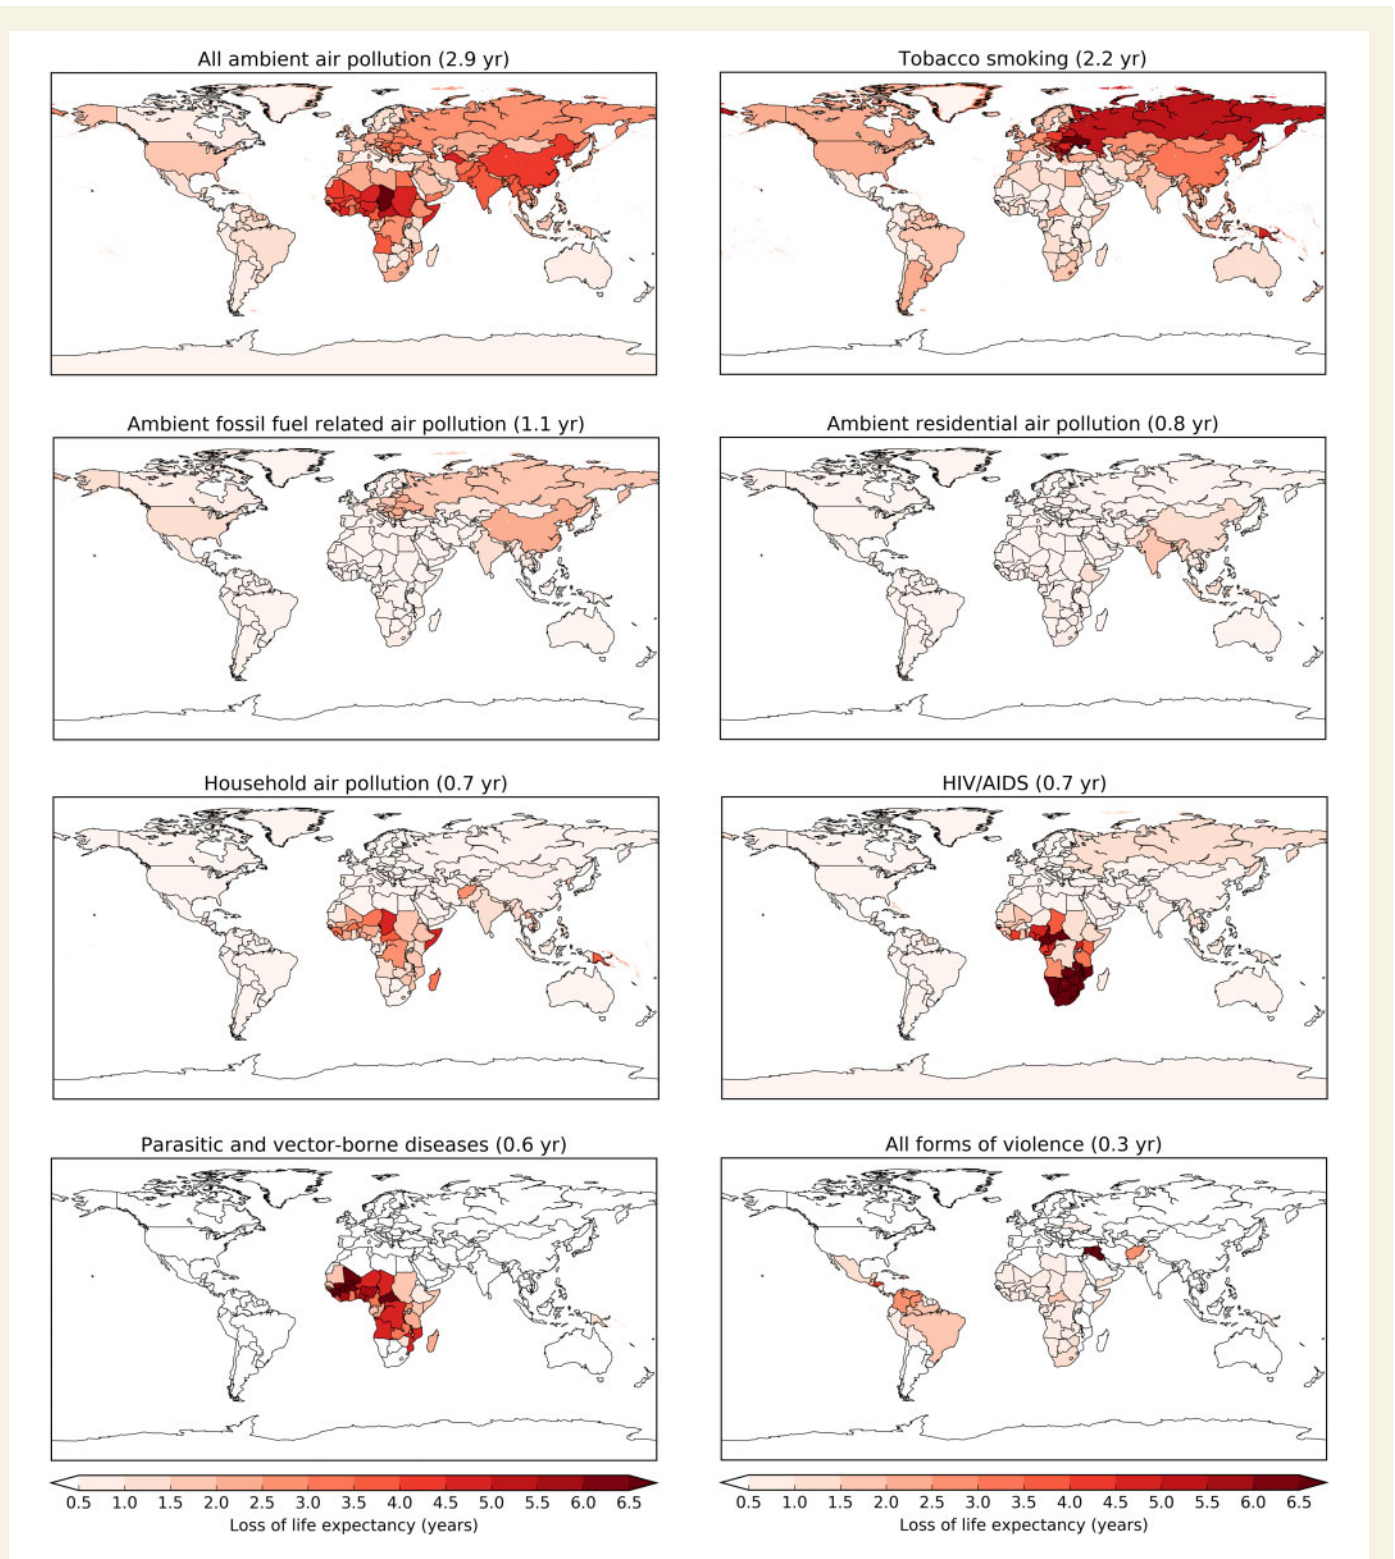 All ambient air pollution (2.9 yr)
Tobacco smoking (2.2 yr)
Ambient fossil fuel related air pollution (1.1 yr)
Ambient residential air pollution (0.8 yr)
Household air pollution (0.7 yr)
HIV/AIDS (0.7 yr)
Parasitic and vector-borne diseases (0.6 yr)
All forms of violence (0.3 yr)
0.5 1.0 1.5 2.0 2.5 3.0 3.5 4.0 4.5 5.0 5.5 6.0 6.5
Loss of life expectancy (years)
0.5 1.0 1.5 2.0 2.5 3.0 3.5 4.0 4.5 5.0 5.5 6.0 6.5
Loss of life expectancy (years)